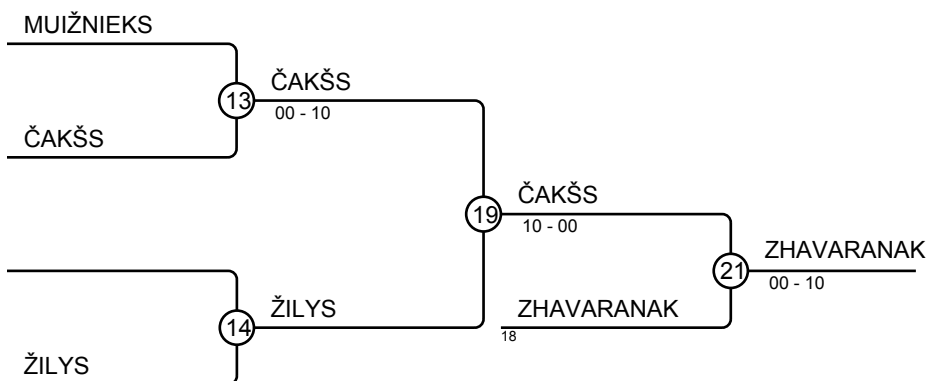 MUIŽNIEKS
13
ČAKŠS
00 - 10
ČAKŠS
19
ČAKŠS
10 - 00
21
ZHAVARANAK
00 - 10
14
ŽILYS
ZHAVARANAK
18
ŽILYS